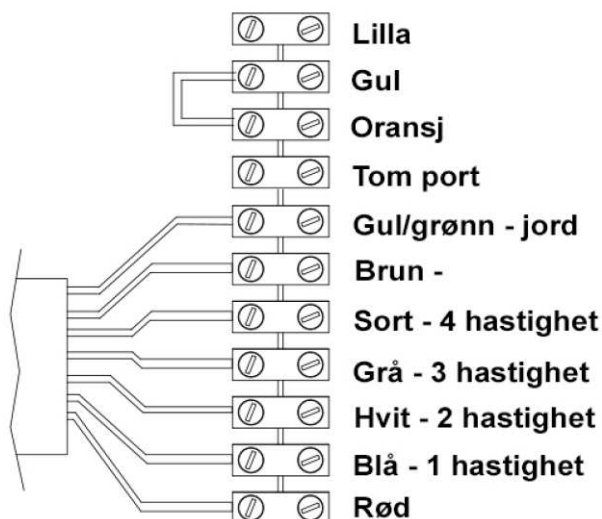 Lilla
Gul
Oransj
Tom port
Gul/grønn - jord
Brun -
Sort - 4 hastighet
Grå - 3 hastighet
Hvit - 2 hastighet
Blå - 1 hastighet
Rød